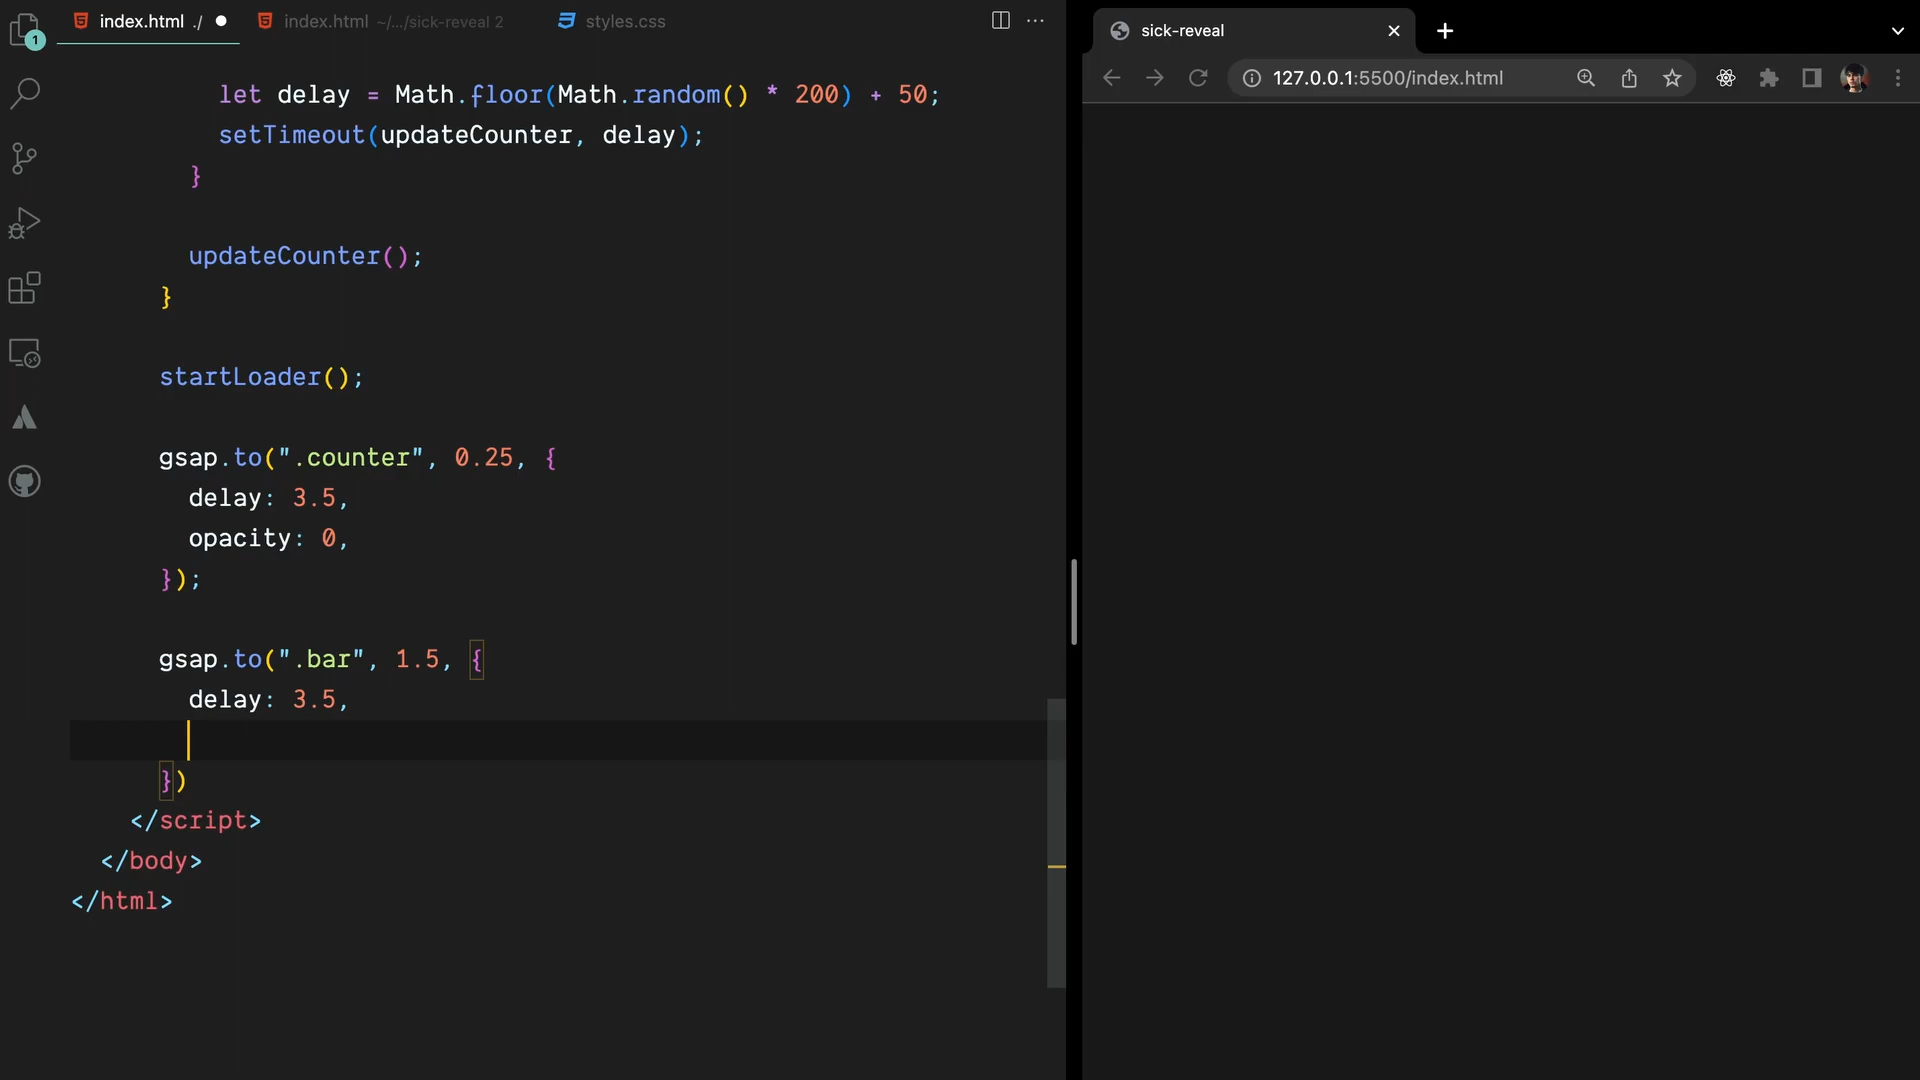 index.html ./
index.html ~/.../sick-reveal 2
styles.css
1
let delay = Math.floor(Math.random() * 200) + 50;
setTimeout(updateCounter, delay);
}
updateCounter();
}
startLoader();
gsap.to(".counter", 0.25, {
delay: 3.5,
opacity: 0,
});
gsap.to(".bar", 1.5, {
delay: 3.5,
})
</script>
</body>
</html>
sick-reveal
127.0.0.1:5500/index.html